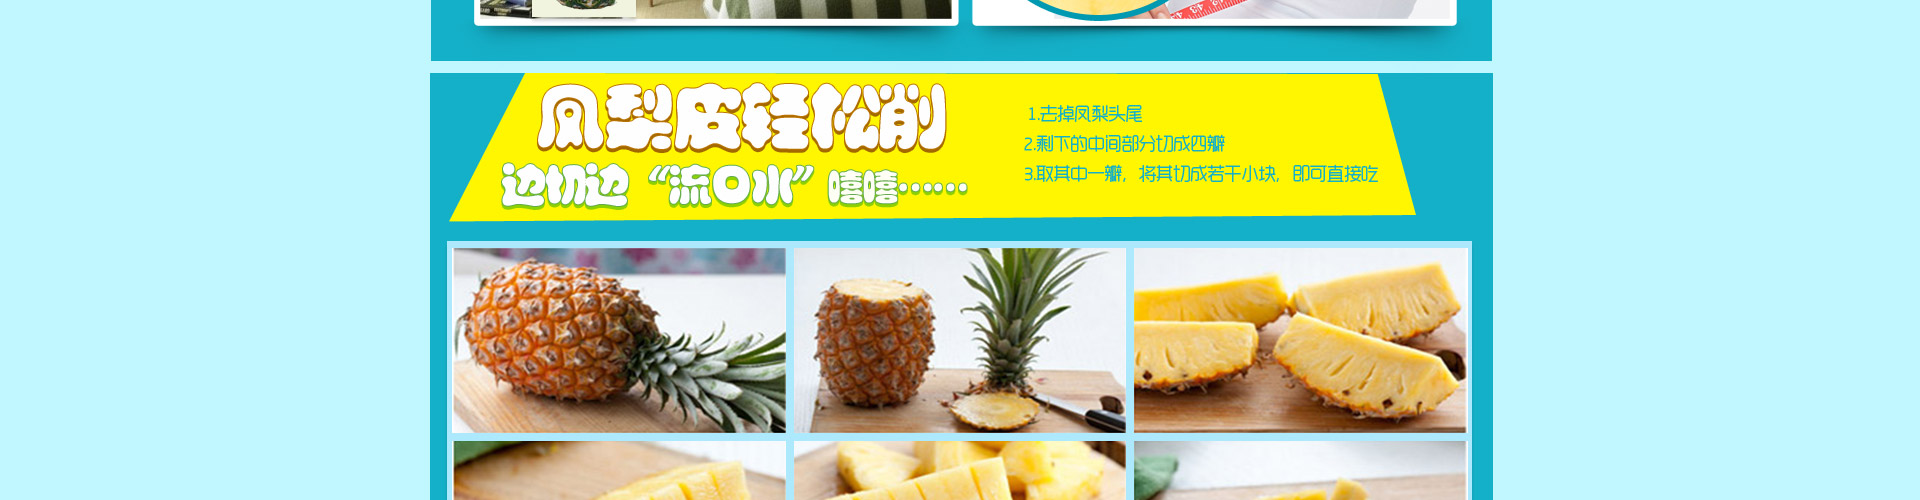 凤梨皮轻松削
边切边“流口水”嘻嘻……
1.去掉凤梨头尾
2.剩下的中间部分切成四瓣
3.取其中一瓣，将其切成若干小块，即可直接吃